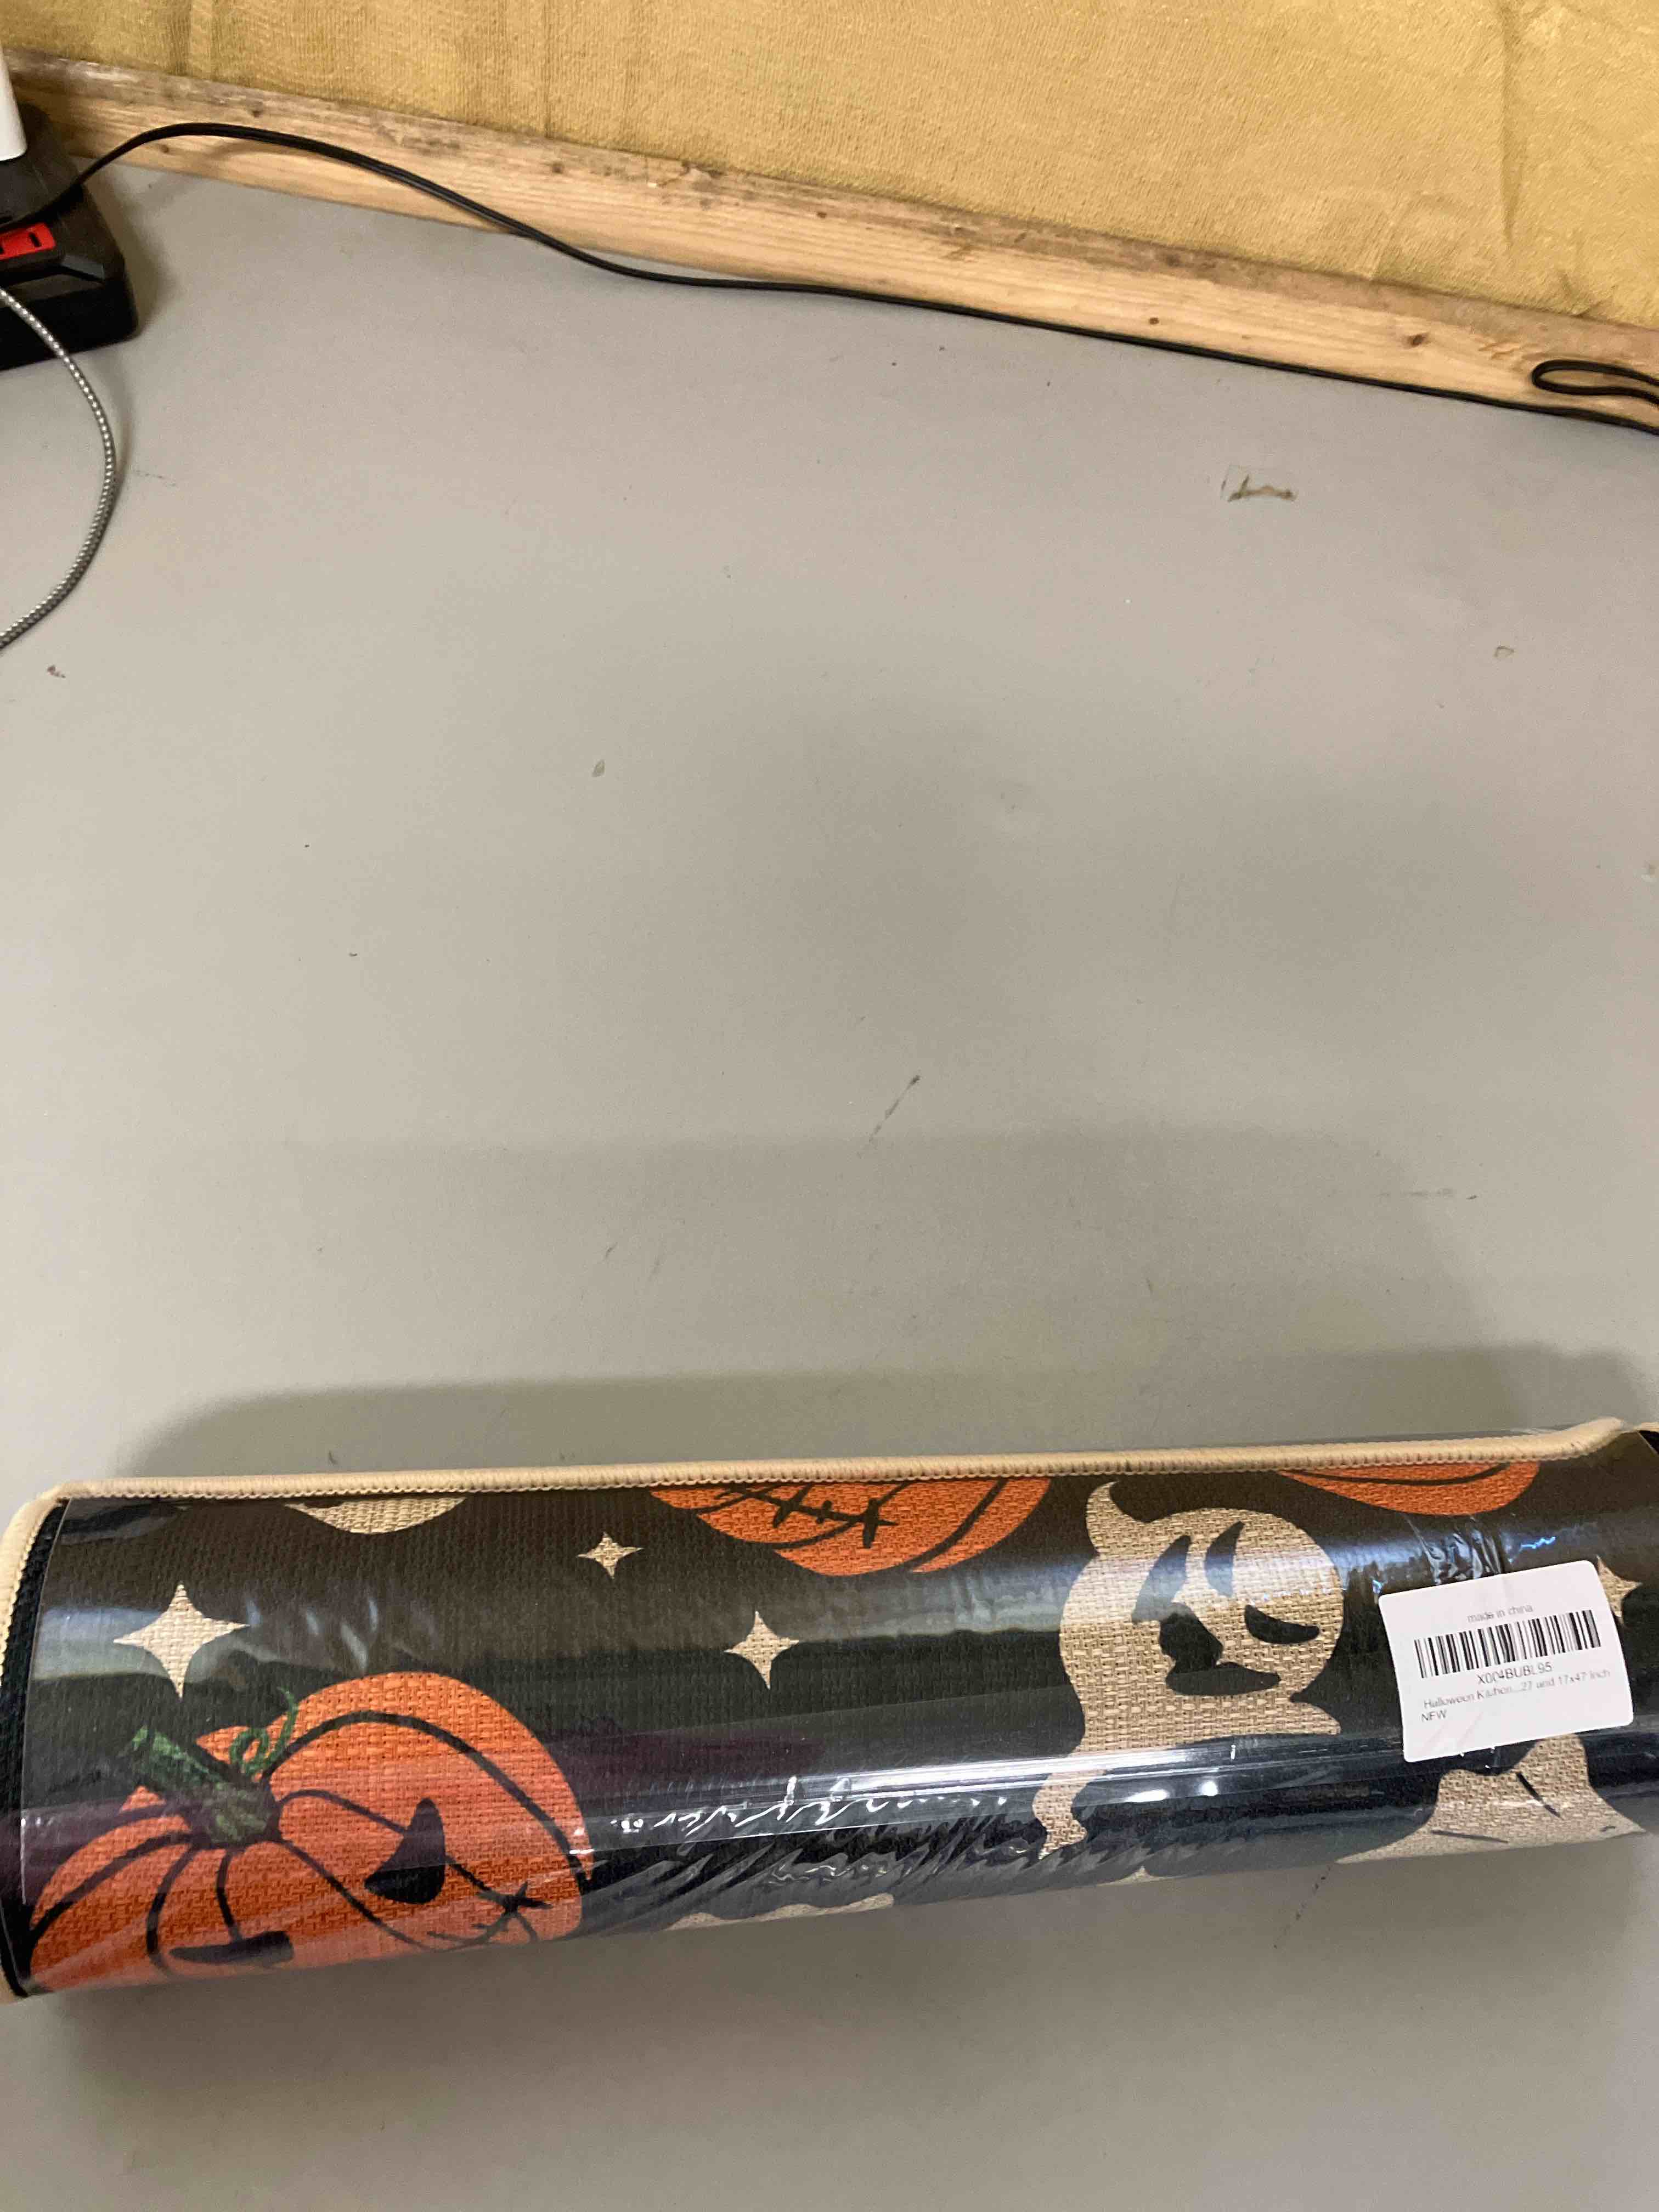 made in china
X004BUBL95
Halloween Kitchen...27 and 17x47 Inch
NEW